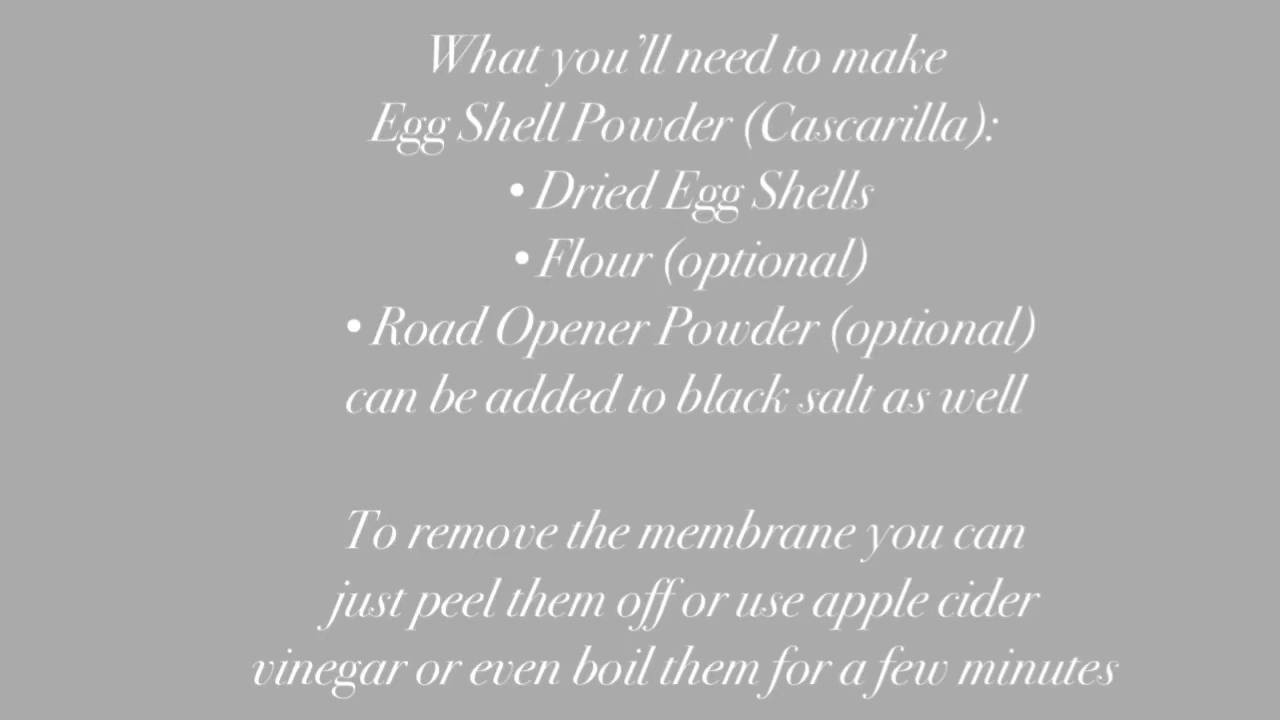 What you’ll need to make
Egg Shell Powder (Cascarilla):
• Dried Egg Shells
• Flour (optional)
• Road Opener Powder (optional)
can be added to black salt as well
To remove the membrane you can
just peel them off or use apple cider
vinegar or even boil them for a few minutes